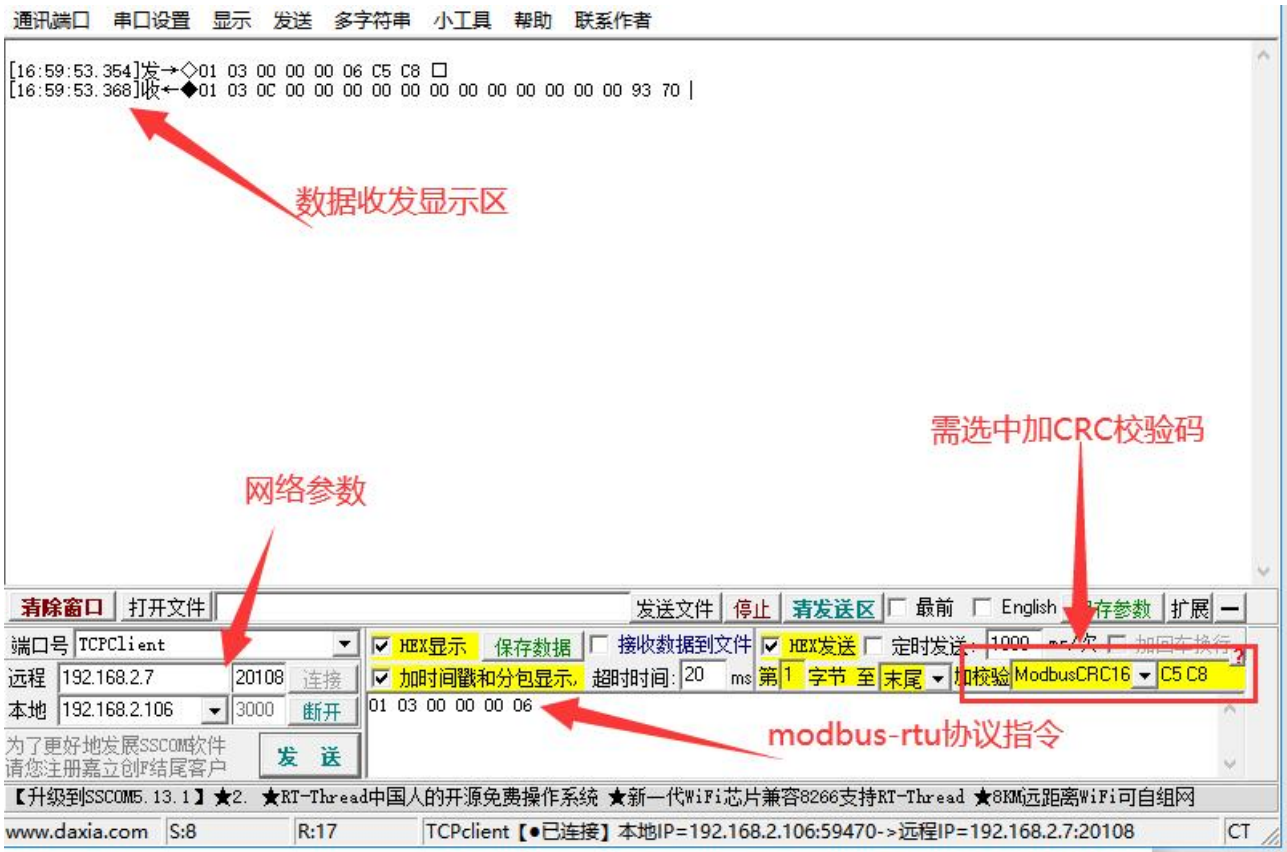 通讯端口 串口设置 显示 发送 多字符串 小工具 帮助 联系作者
[16:59:53.354]发→◇01 03 00 00 00 06 C5 C8 □
[16:59:53.368]收←◆01 03 0C 00 00 00 00 00 00 00 00 00 00 00 00 93 70
数据收发显示区
需选中加CRC校验码
网络参数
清除窗口 打开文件 发送文件 停止 清发送区 最前 English 存参数 扩展 —
端口号 TCPClient HEX显示 保存数据 接收数据到文件 HEX发送 定时发送: 1000 ms/次 加回车换行
远程 192.168.2.7 20108 连接 加时间戳和分包显示, 超时时间: 20 ms 第 1 字节 至 末尾 加校验 ModbusCRC16 C5 C8 ?
本地 192.168.2.106 3000 断开 01 03 00 00 00 06
modbus-rtu协议指令
为了更好地发展SSCOM软件
请您注册嘉立创F结尾客户
发 送
【升级到SSCOM5.13.1】★2. ★RT-Thread中国人的开源免费操作系统 ★新一代WiFi芯片兼容8266支持RT-Thread ★8KM远距离WiFi可自组网
www.daxia.com S:8 R:17 TCPclient【●已连接】本地IP=192.168.2.106:59470->远程IP=192.168.2.7:20108 CT